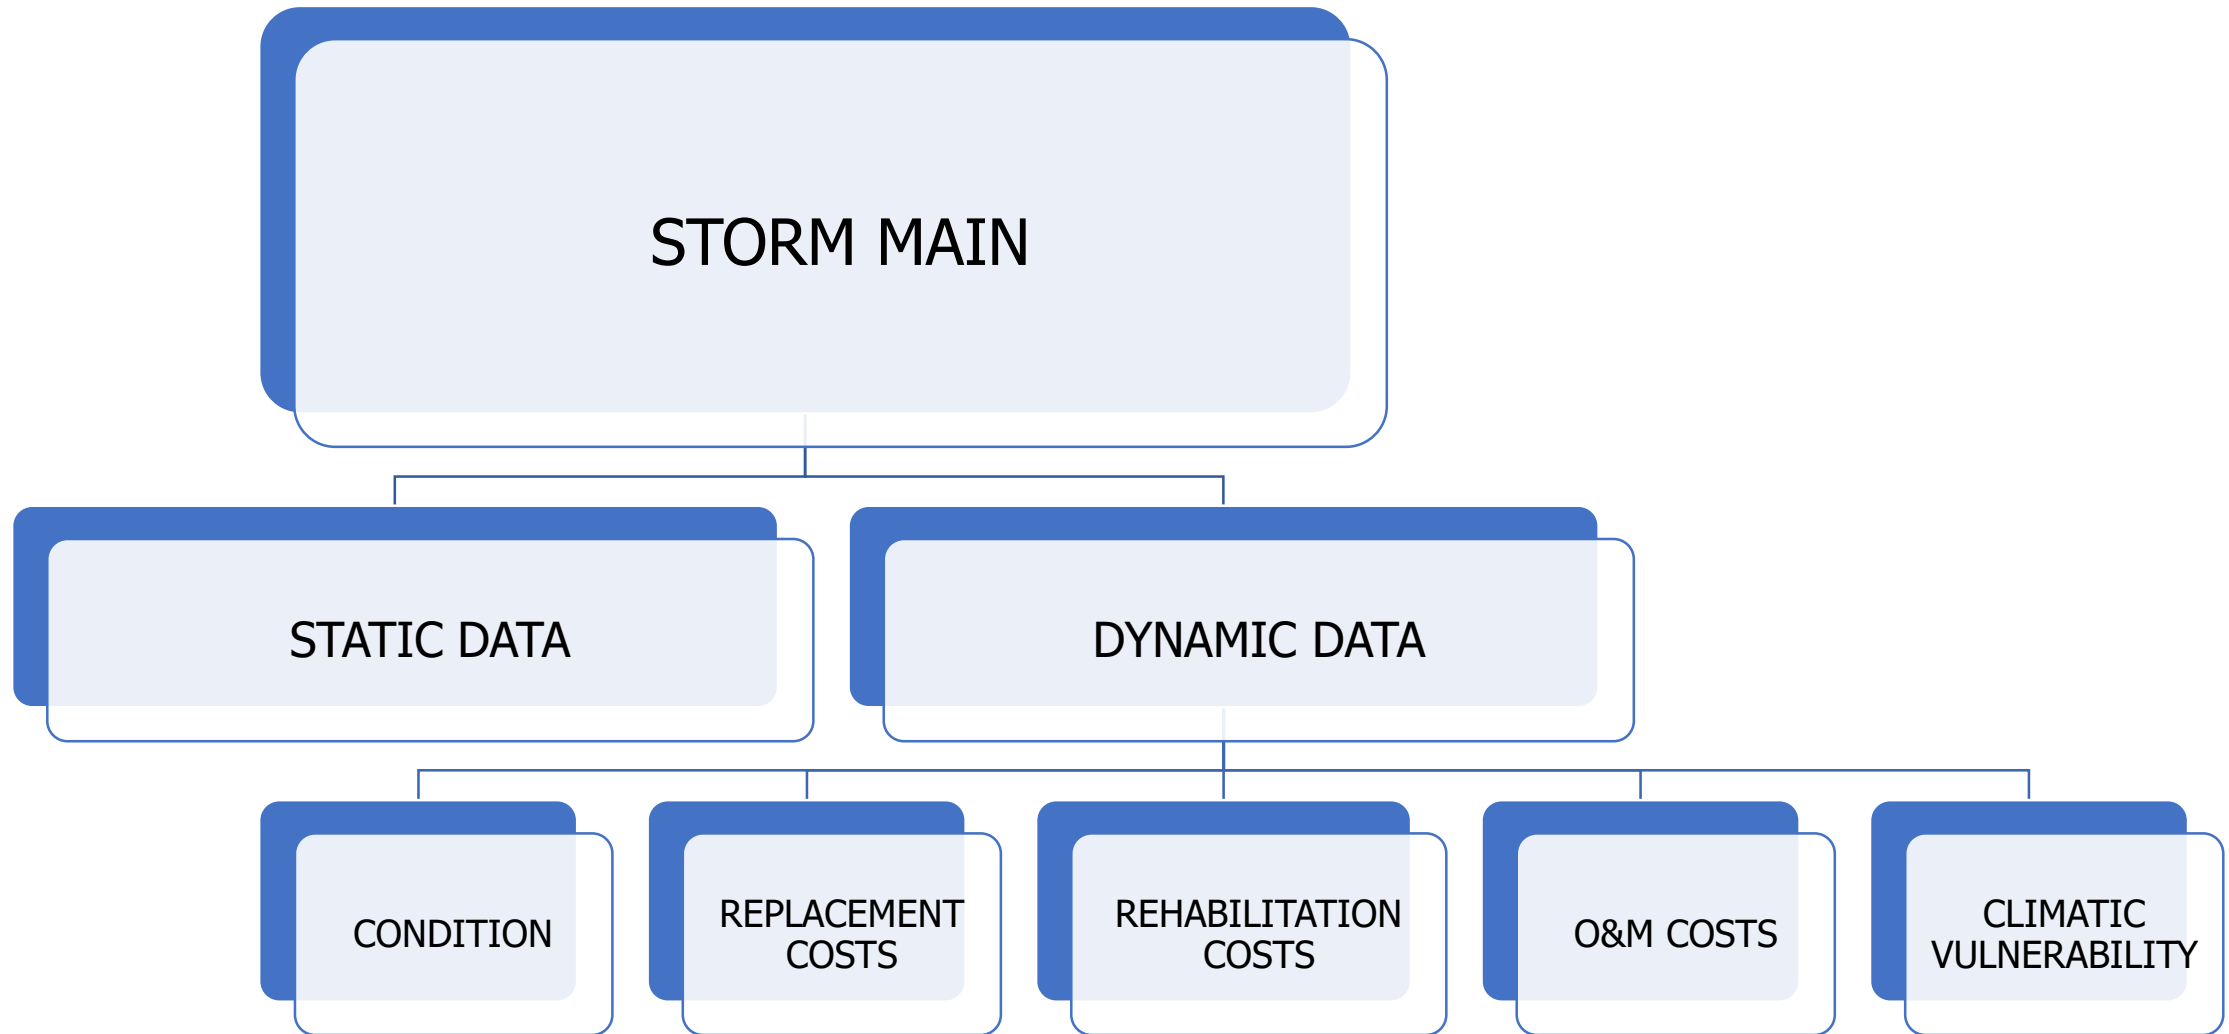 STORM MAIN
STATIC DATA
DYNAMIC DATA
CONDITION
REPLACEMENT
COSTS
REHABILITATION
COSTS
O&M COSTS
CLIMATIC
VULNERABILITY